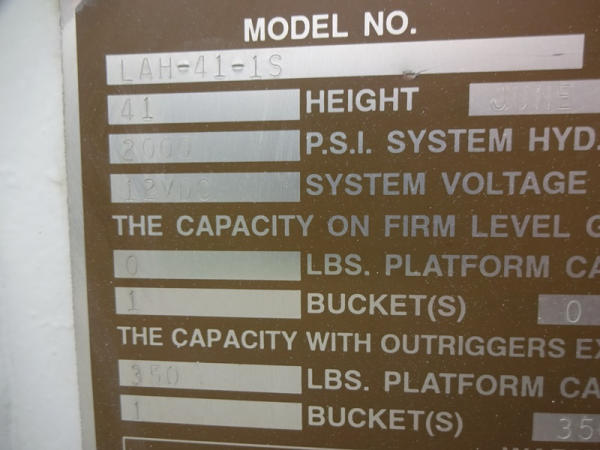 MODEL NO.
LAH-41-1S
41 HEIGHT JUNE
2000 P.S.I. SYSTEM HYD.
12VDC SYSTEM VOLTAGE
THE CAPACITY ON FIRM LEVEL
0 LBS. PLATFORM
1 BUCKET(S) 0
THE CAPACITY WITH OUTRIGGERS
350 LBS. PLATFORM
1 BUCKET(S)